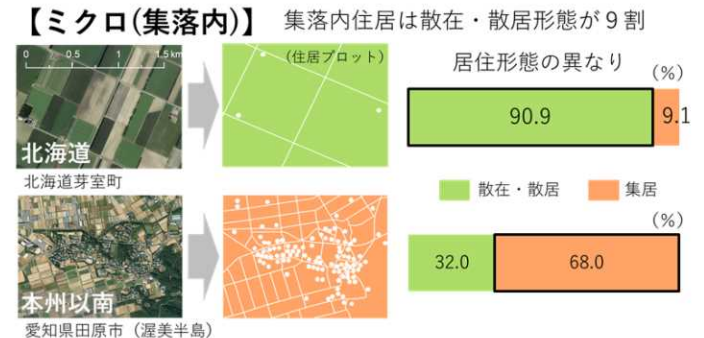 【ミクロ(集落内)】 集落内住居は散在・散居形態が９割
0 0.5 1 1.5 km
(住居プロット)
居住形態の異なり
(%)
90.9 9.1
北海道
北海道芽室町
散在・散居 集居
(%)
32.0 68.0
本州以南
愛知県田原市（渥美半島）